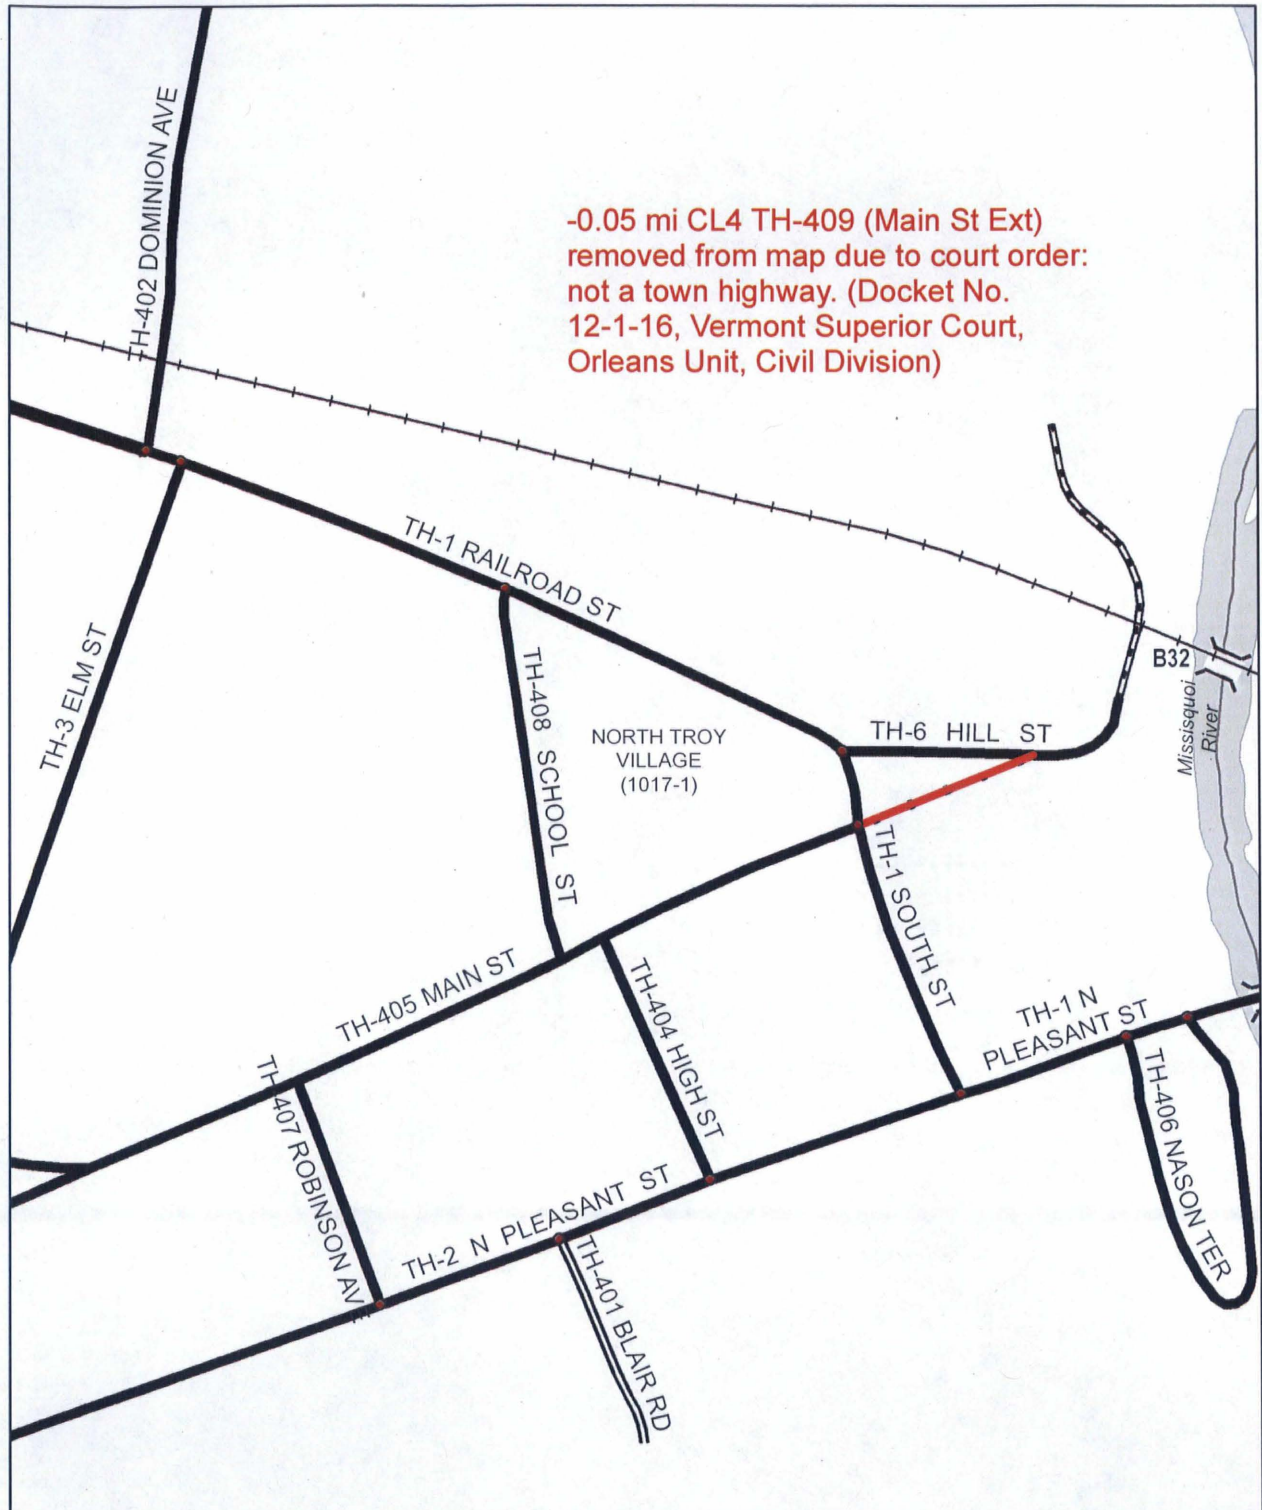 TH-402 DOMINION AVE
-0.05 mi CL4 TH-409 (Main St Ext)
removed from map due to court order:
not a town highway. (Docket No.
12-1-16, Vermont Superior Court,
Orleans Unit, Civil Division)
TH-1 RAILROAD ST
TH-3 ELM ST
TH-408 SCHOOL ST
NORTH TROY
VILLAGE
(1017-1)
TH-6 HILL ST
B32
Missisquoi
River
TH-1 SOUTH ST
TH-405 MAIN ST
TH-404 HIGH ST
TH-1 N
PLEASANT ST
TH-407 ROBINSON AVE
TH-406 NASON TER
TH-2 N PLEASANT ST
TH-401 BLAIR RD